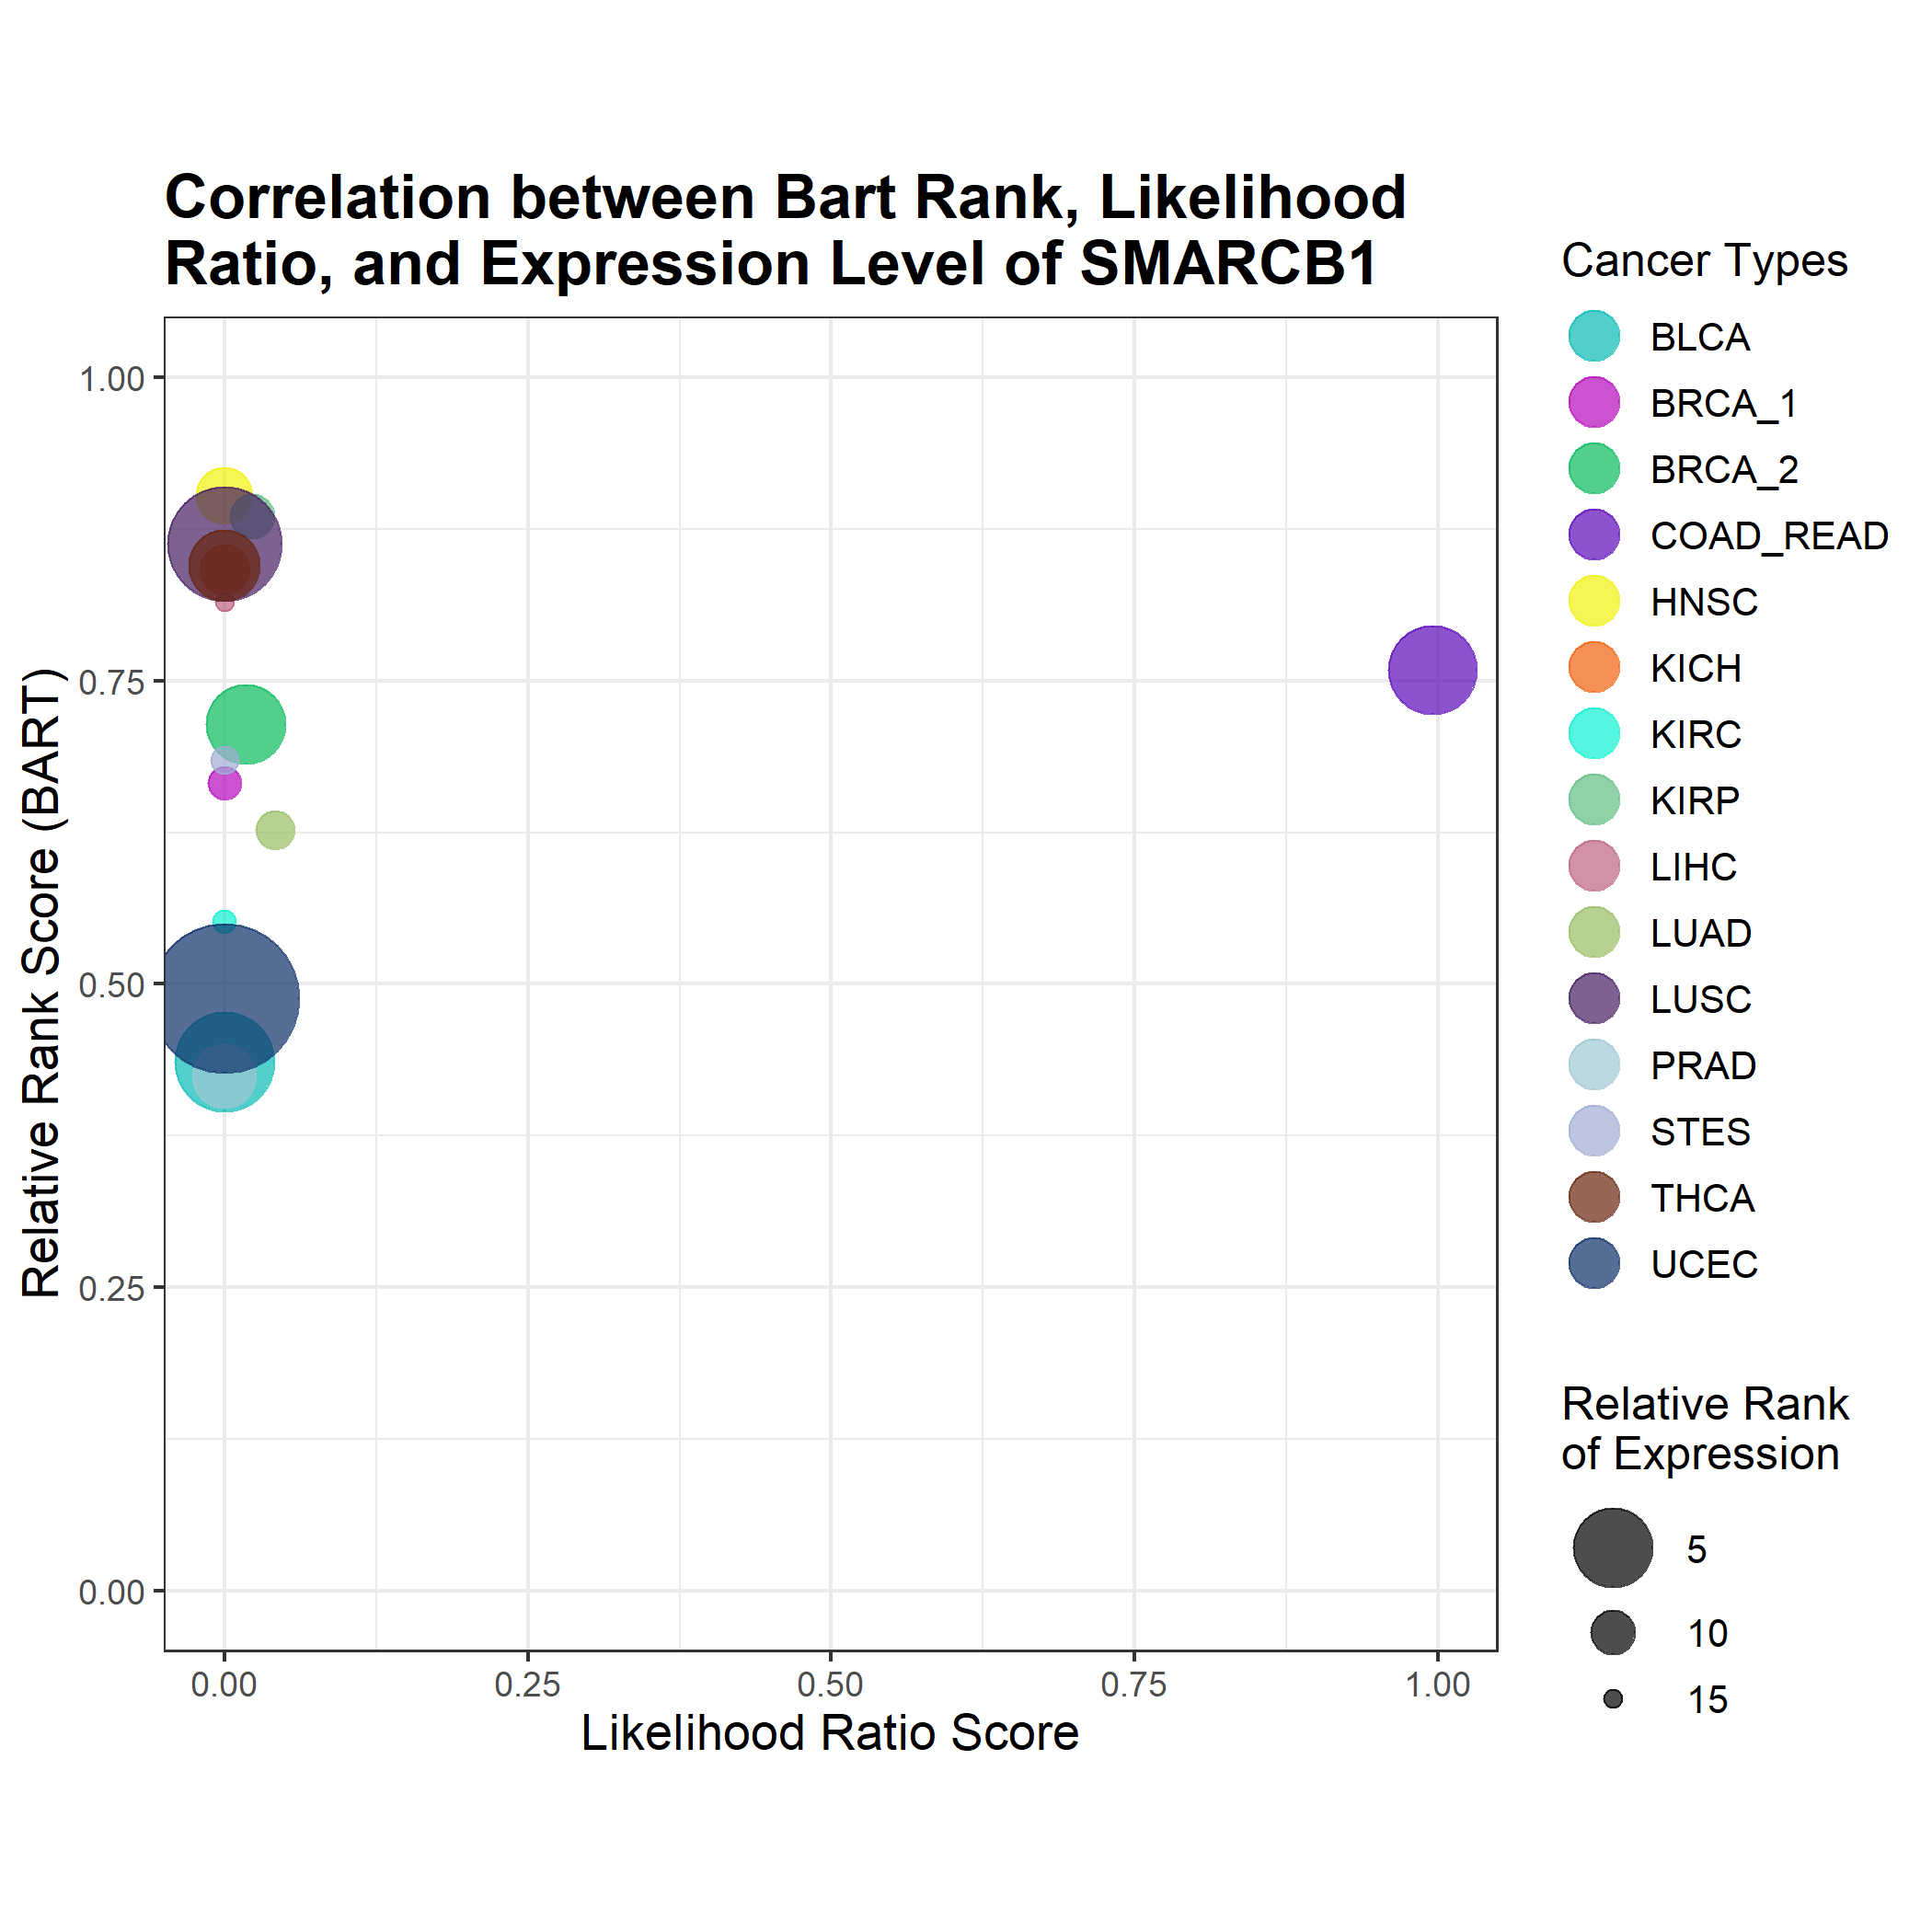 Correlation between Bart Rank, Likelihood
Ratio, and Expression Level of SMARCB1
Relative Rank Score (BART)
1.00
0.75
0.50
0.25
0.00
0.00
0.25
0.50
0.75
1.00
Likelihood Ratio Score
Cancer Types
BLCA
BRCA_1
BRCA_2
COAD_READ
HNSC
KICH
KIRC
KIRP
LIHC
LUAD
LUSC
PRAD
STES
THCA
UCEC
Relative Rank
of Expression
5
10
15